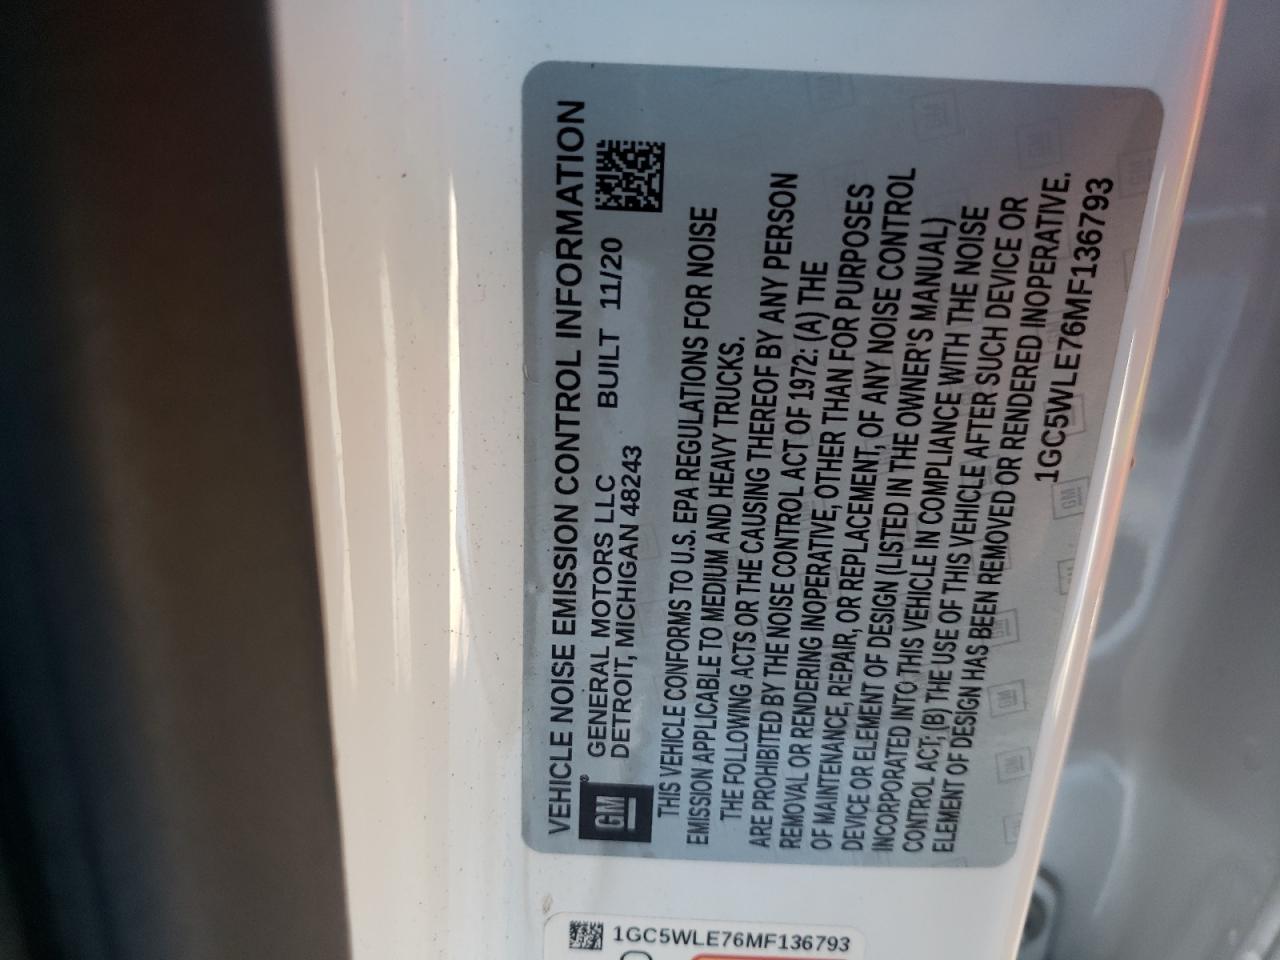 VEHICLE NOISE EMISSION CONTROL INFORMATION
GM®
GENERAL MOTORS LLC BUILT 11/20
DETROIT, MICHIGAN 48243
THIS VEHICLE CONFORMS TO U.S. EPA REGULATIONS FOR NOISE
EMISSION APPLICABLE TO MEDIUM AND HEAVY TRUCKS.
THE FOLLOWING ACTS OR THE CAUSING THEREOF BY ANY PERSON
ARE PROHIBITED BY THE NOISE CONTROL ACT OF 1972: (A) THE
REMOVAL OR RENDERING INOPERATIVE, OTHER THAN FOR PURPOSES
OF MAINTENANCE, REPAIR, OR REPLACEMENT, OF ANY NOISE CONTROL
DEVICE OR ELEMENT OF DESIGN (LISTED IN THE OWNER'S MANUAL)
INCORPORATED INTO THIS VEHICLE IN COMPLIANCE WITH THE NOISE
CONTROL ACT; (B) THE USE OF THIS VEHICLE AFTER SUCH DEVICE OR
ELEMENT OF DESIGN HAS BEEN REMOVED OR RENDERED INOPERATIVE.
1GC5WLE76MF136793
1GC5WLE76MF136793